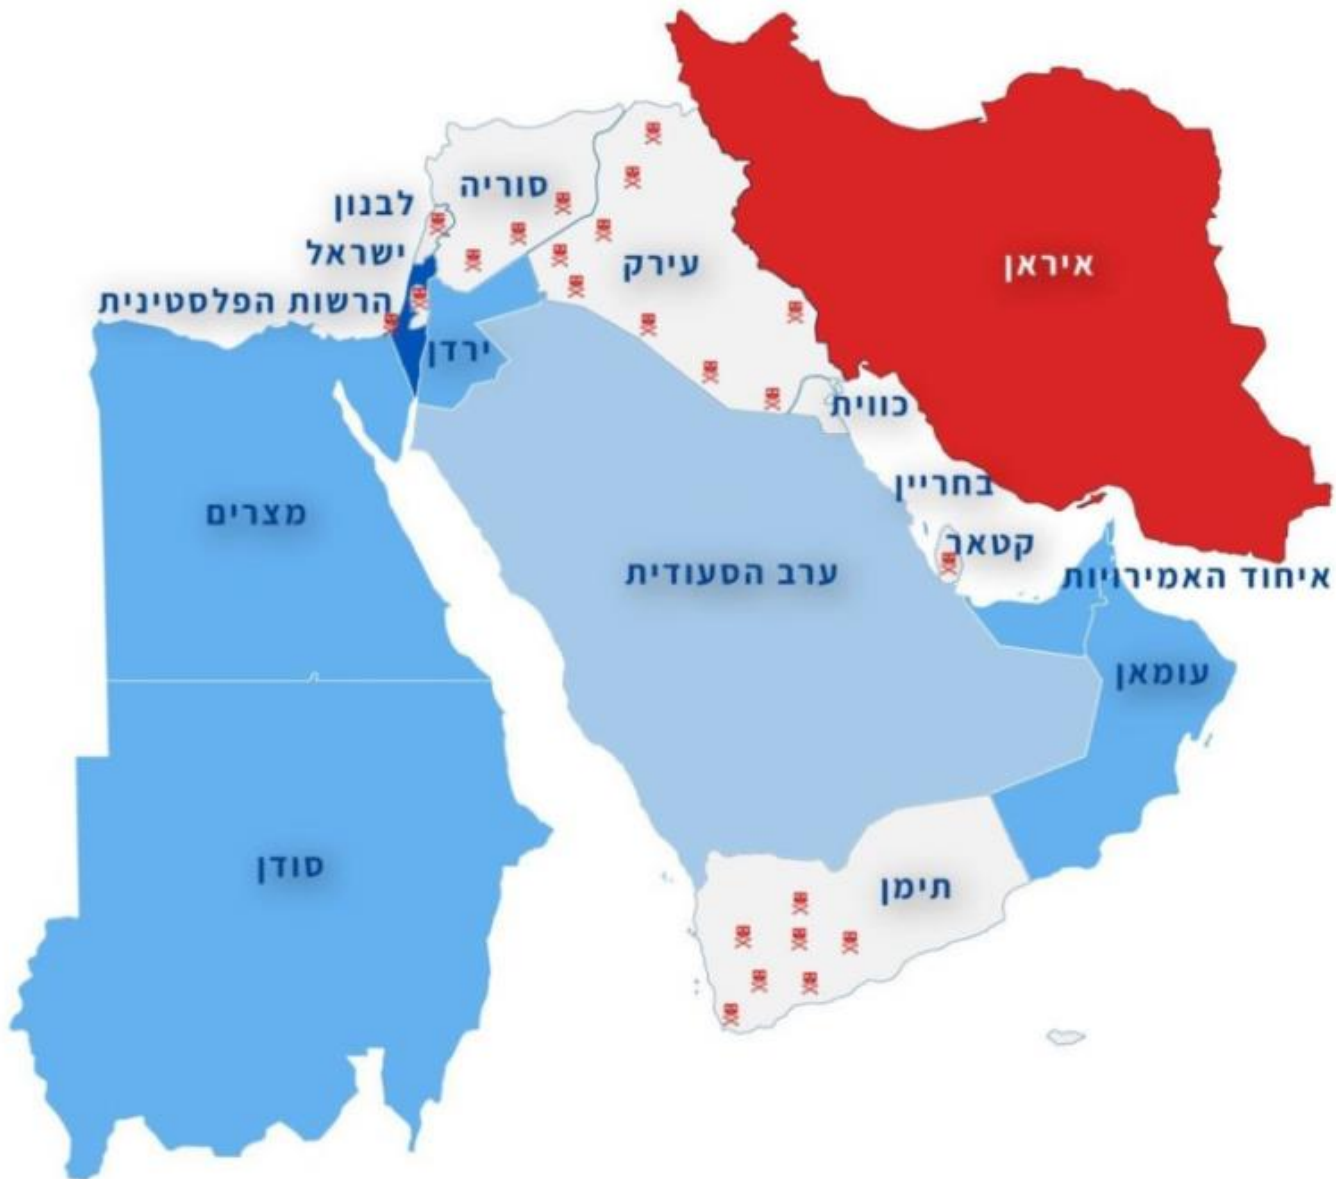 סוריה
לבנון
ישראל
עירק
איראן
הרשות הפלסטינית
ירדן
כווית
בחריין
מצרים
קטאר
ערב הסעודית
איחוד האמירויות
עומאן
סודן
תימן